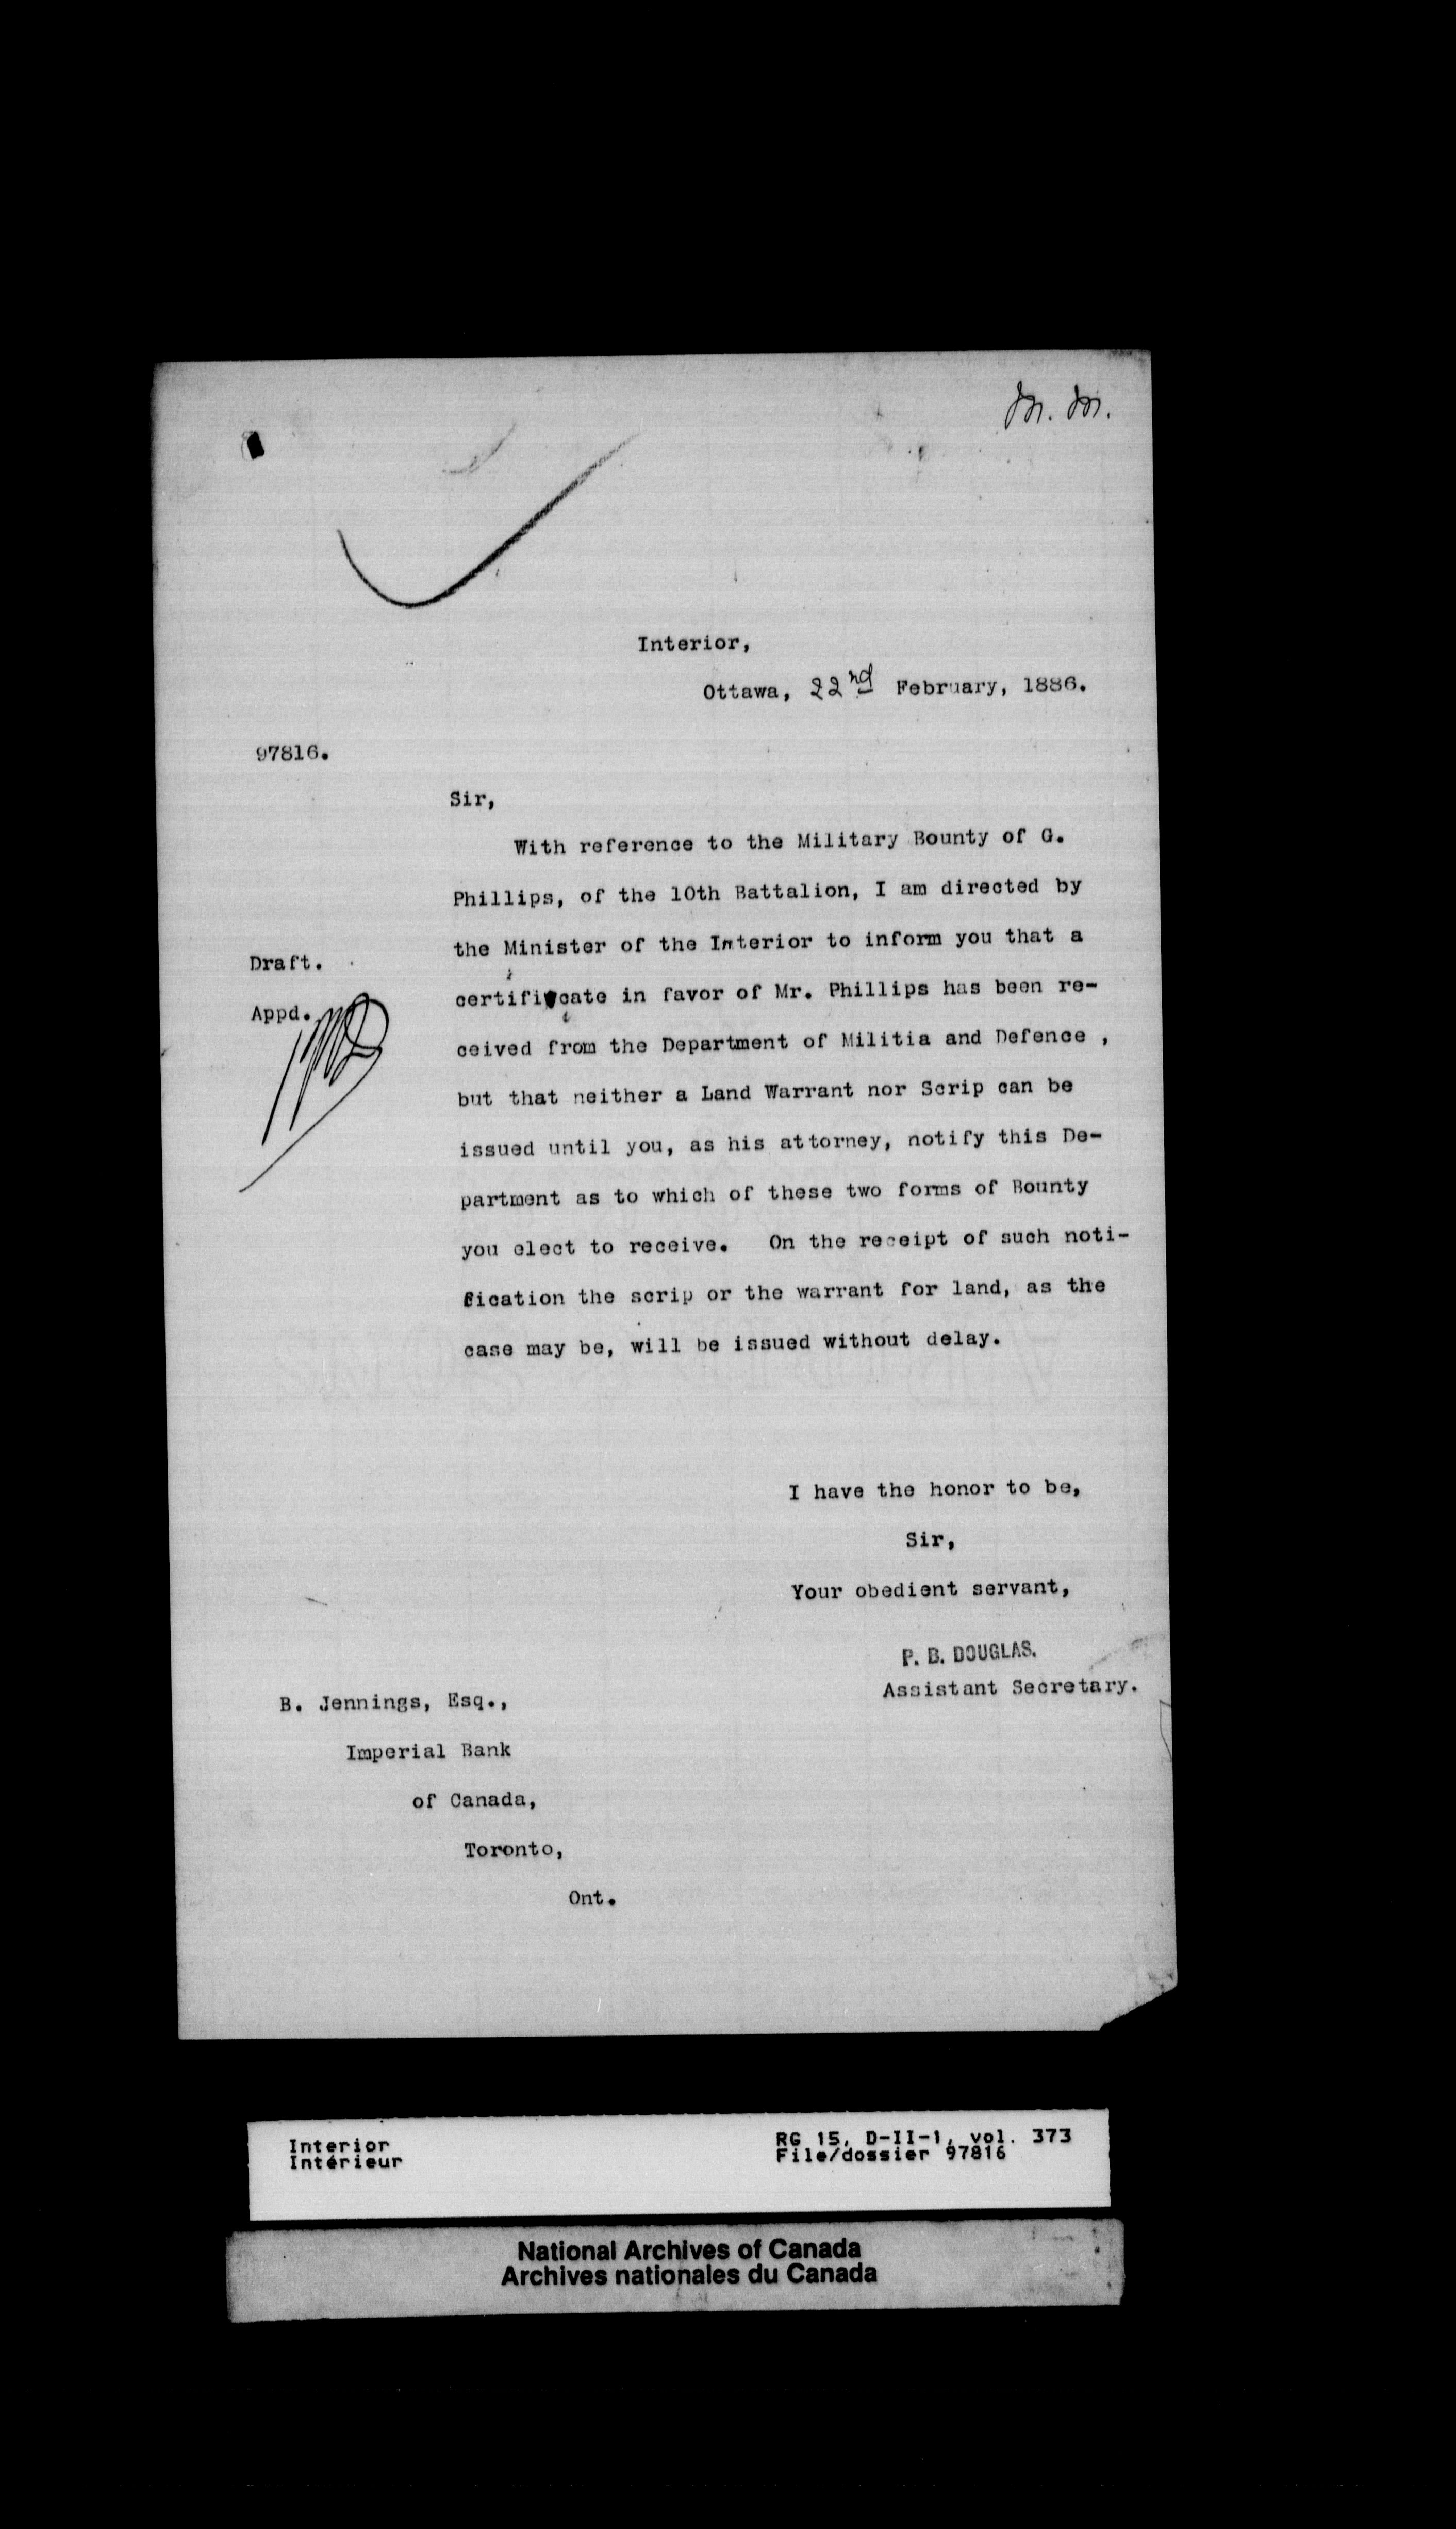 M. M.
Interior,
Ottawa, 22nd February, 1886.
97816.
Sir,
With reference to the Military Bounty of G.
Phillips, of the 10th Battalion, I am directed by
the Minister of the Interior to inform you that a
Draft.
certificate in favor of Mr. Phillips has been re-
Appd.
ceived from the Department of Militia and Defence ,
but that neither a Land Warrant nor Scrip can be
issued until you, as his attorney, notify this De-
partment as to which of these two forms of Bounty
you elect to receive. On the receipt of such noti-
fication the scrip or the warrant for land, as the
case may be, will be issued without delay.
I have the honor to be,
Sir,
Your obedient servant,
P. B. DOUGLAS.
Assistant Secretary.
B. Jennings, Esq.,
Imperial Bank
of Canada,
Toronto,
Ont.
Interior
Intérieur
RG 15, D-II-1, vol. 373
File/dossier 97816
National Archives of Canada
Archives nationales du Canada